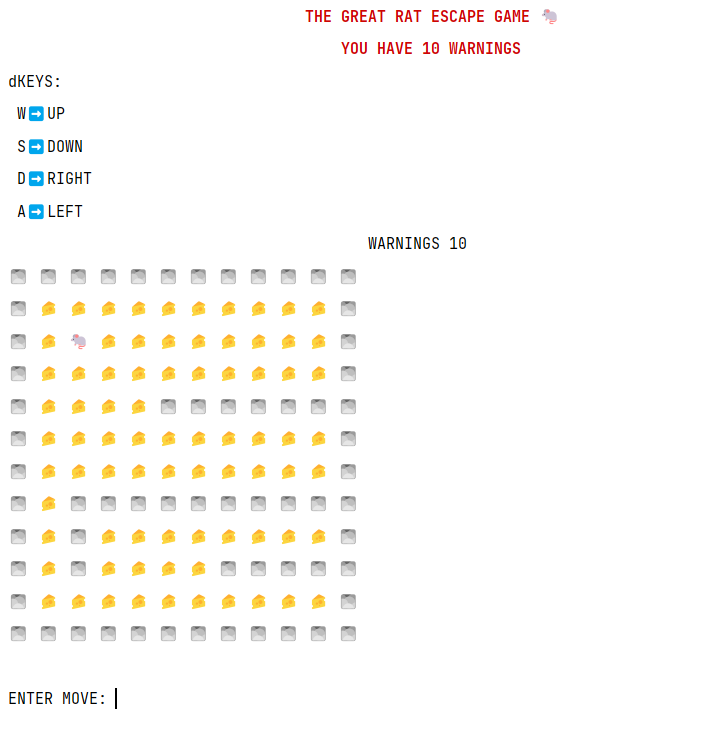 THE GREAT RAT ESCAPE GAME 🐀
YOU HAVE 10 WARNINGS
dKEYS:
W➡️UP
S➡️DOWN
D➡️RIGHT
A➡️LEFT
WARNINGS 10
ENTER MOVE: